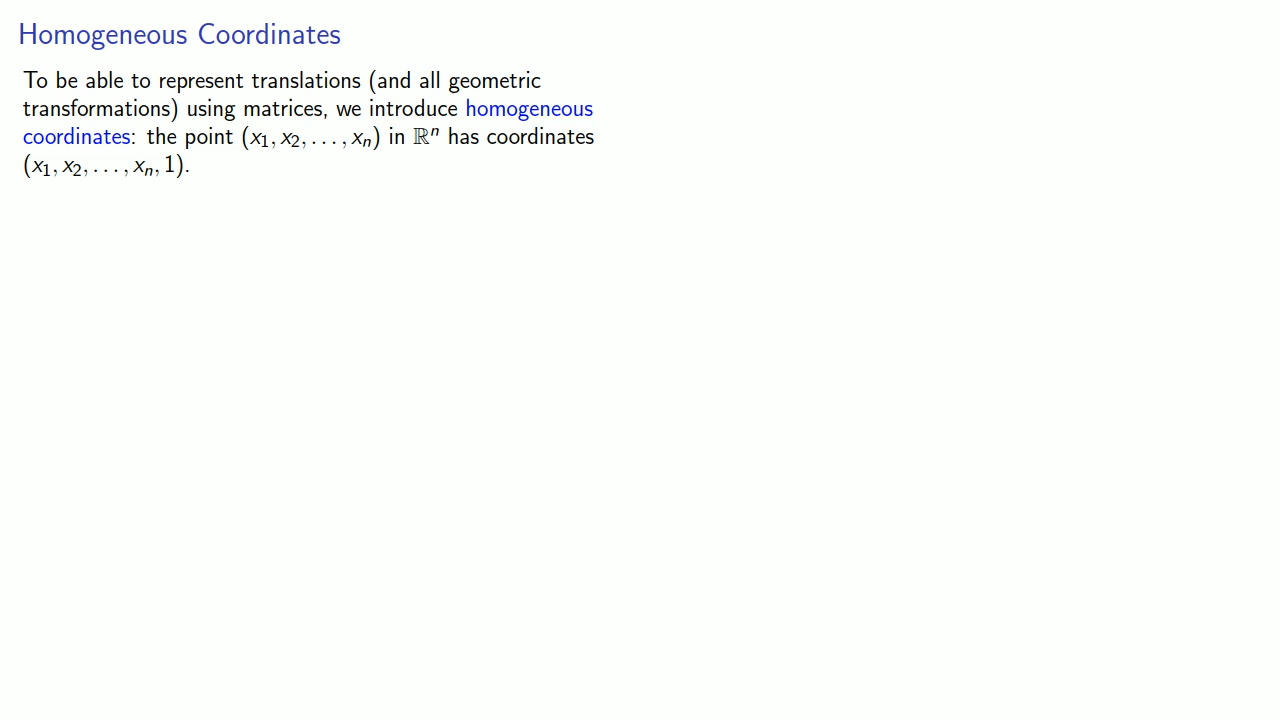 Homogeneous Coordinates
To be able to represent translations (and all geometric
transformations) using matrices, we introduce homogeneous
coordinates: the point (x₁, x₂, . . . , xₙ) in ℝⁿ has coordinates
(x₁, x₂, . . . , xₙ, 1).